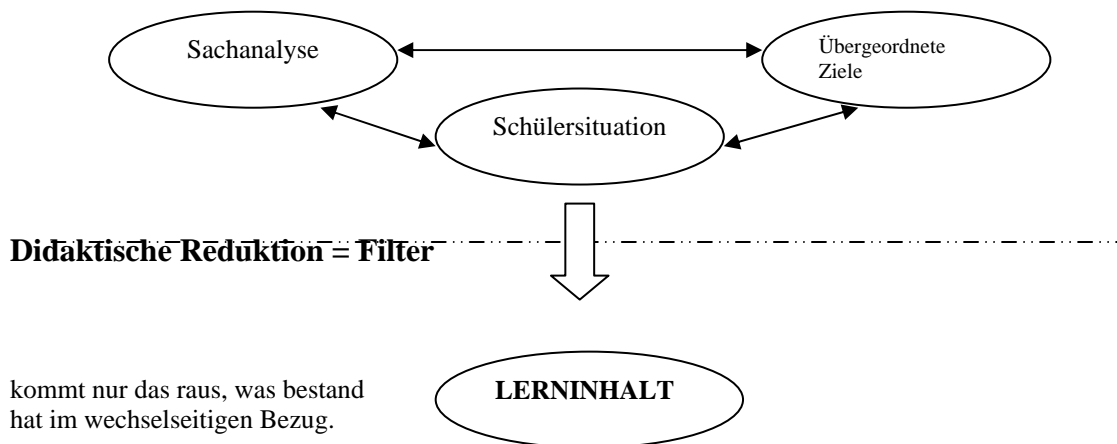 Sachanalyse
Übergeordnete
Ziele
Schülersituation
Didaktische Reduktion = Filter
kommt nur das raus, was bestand
hat im wechselseitigen Bezug.
LERNINHALT